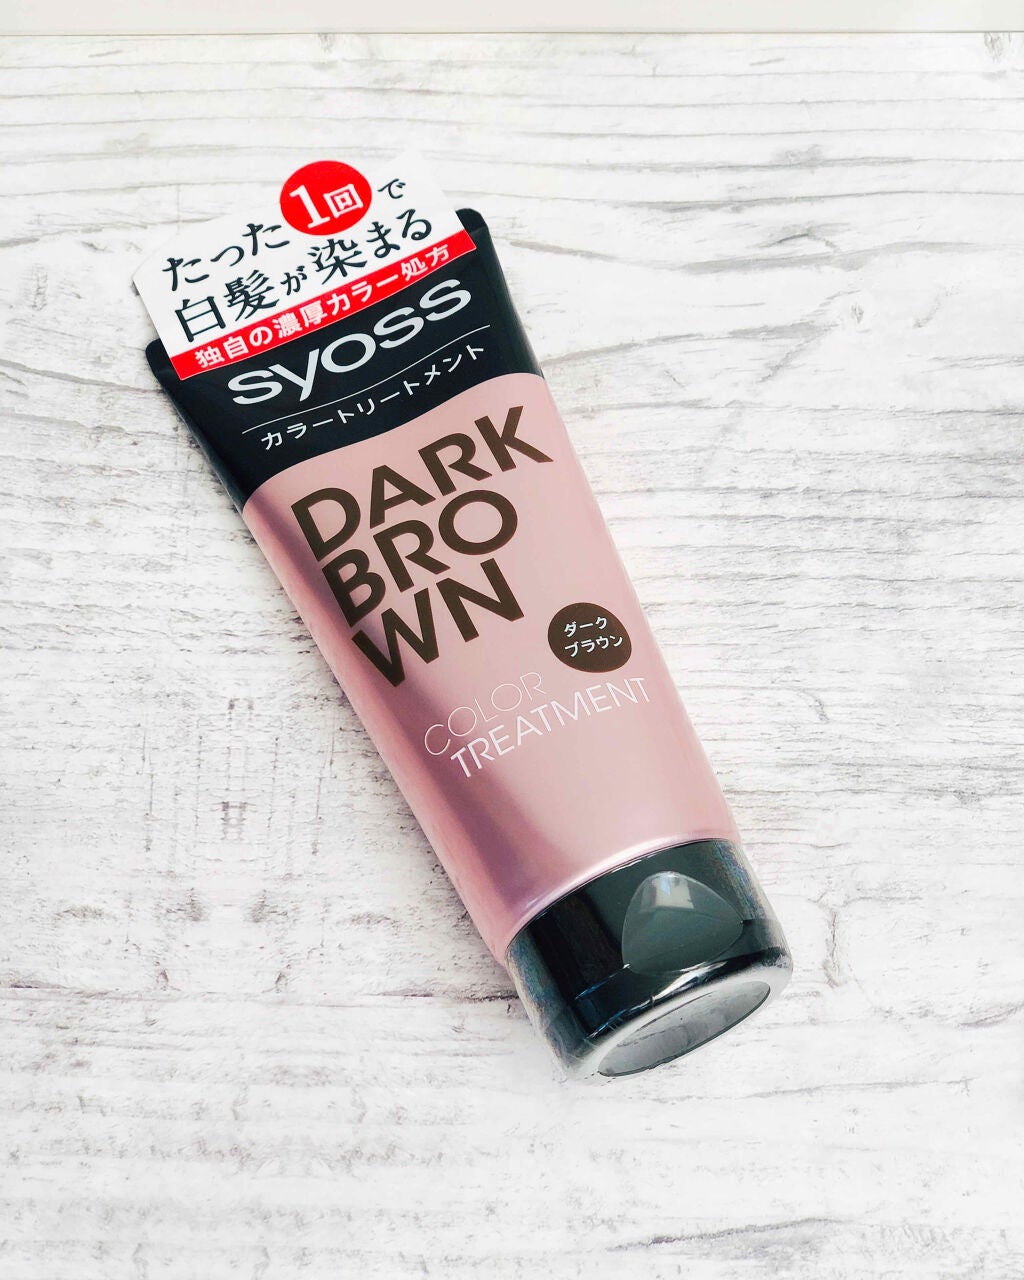 たった1回で
白髪が染まる
独自の濃厚カラー処方
syoss
カラートリートメント
DARK
BRO
WN
ダーク
ブラウン
COLOR
TREATMENT